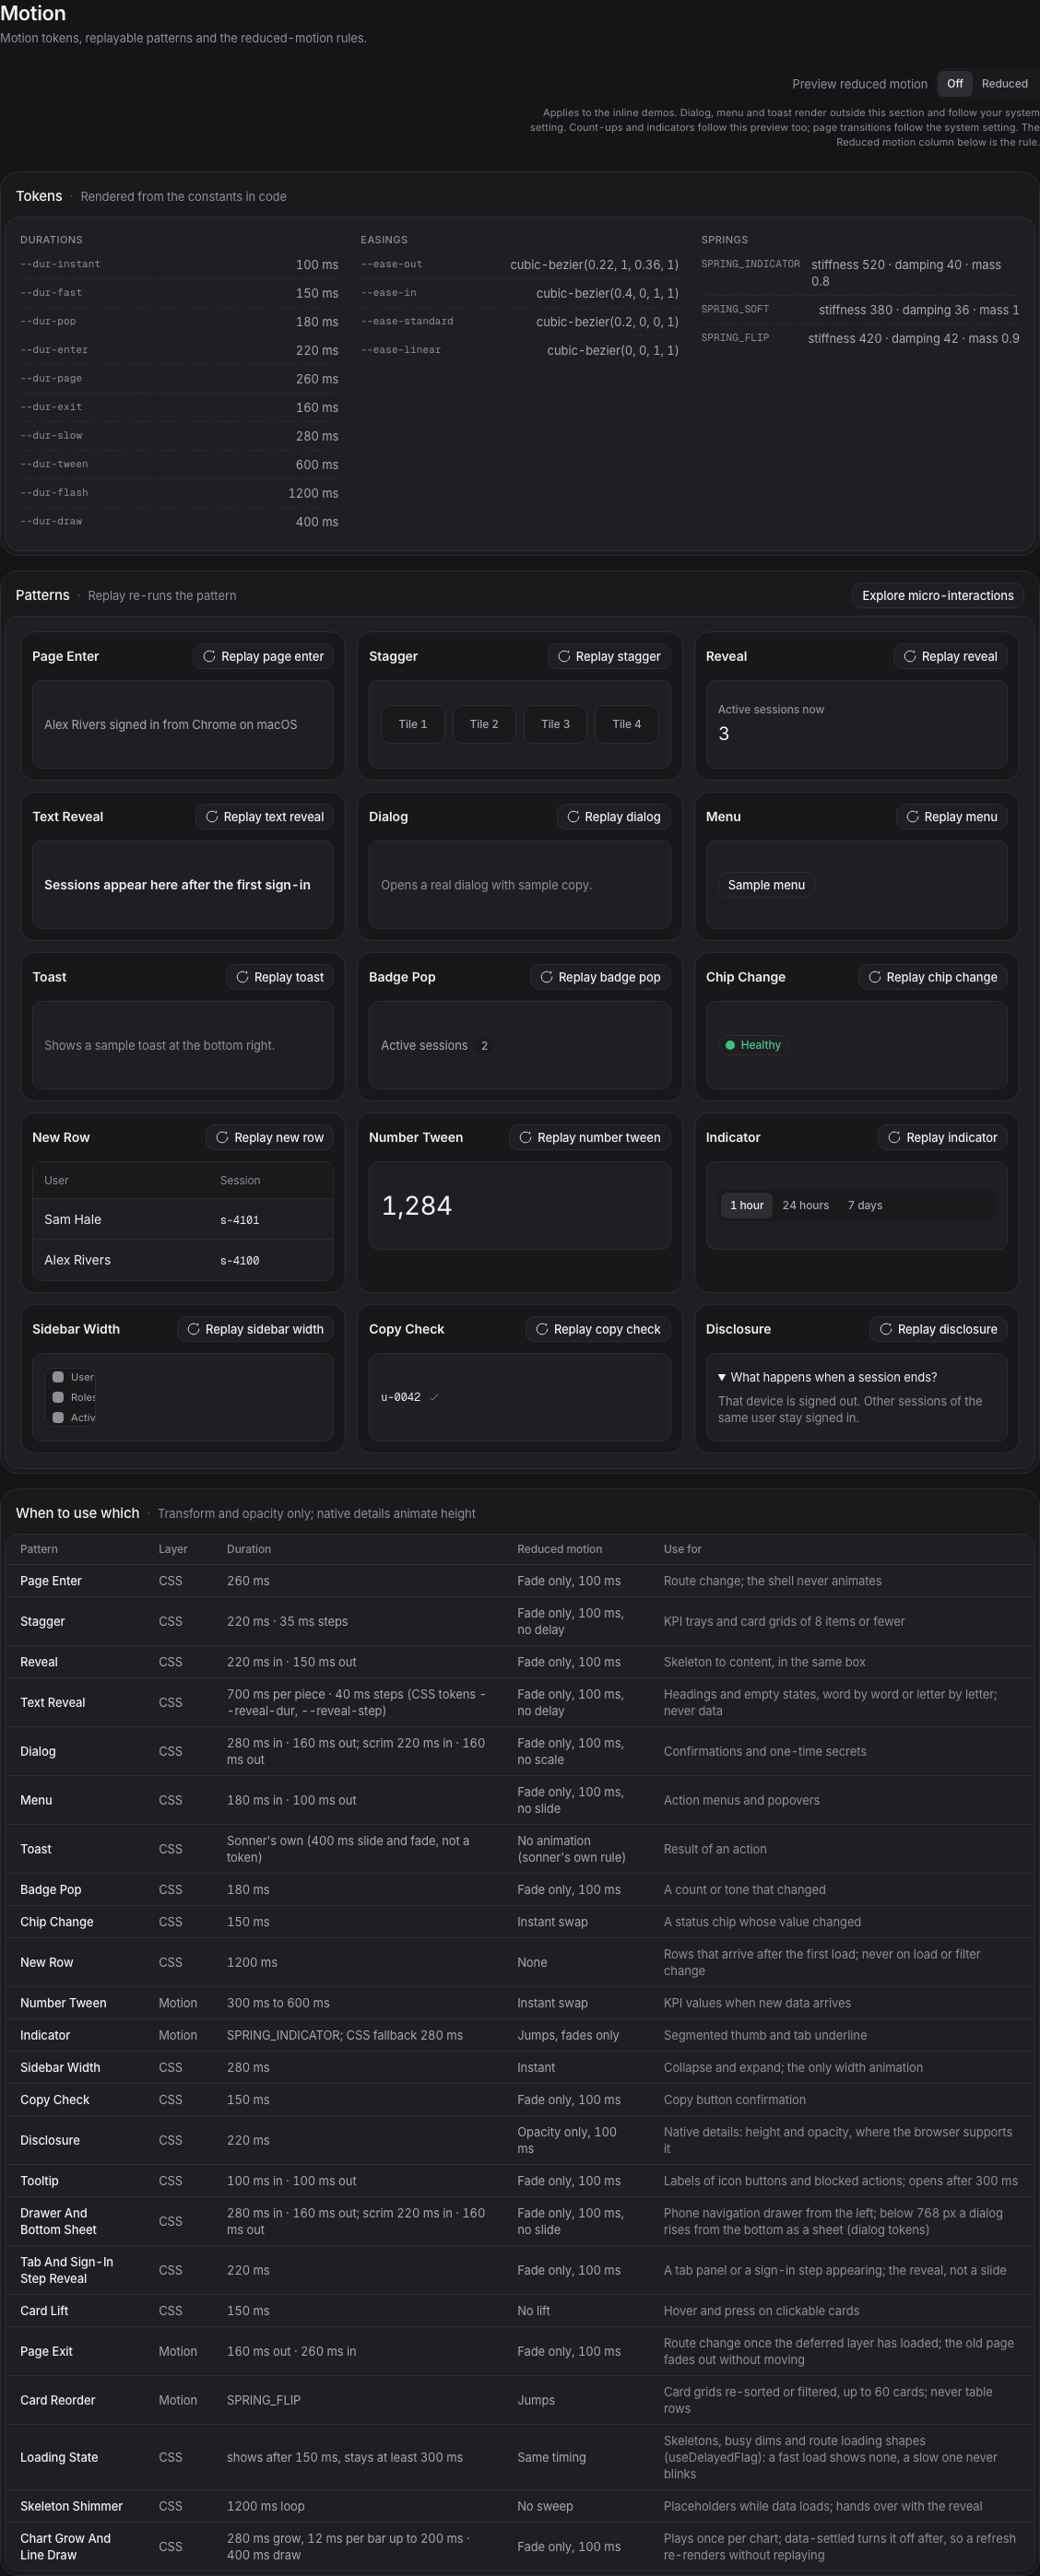 Motion
Motion tokens, replayable patterns and the reduced-motion rules.
Preview reduced motion Off Reduced
Applies to the inline demos. Dialog, menu and toast render outside this section and follow your system
setting. Count-ups and indicators follow this preview too; page transitions follow the system setting. The
Reduced motion column below is the rule.
Tokens · Rendered from the constants in code
DURATIONS
--dur-instant 100 ms
--dur-fast 150 ms
--dur-pop 180 ms
--dur-enter 220 ms
--dur-page 260 ms
--dur-exit 160 ms
--dur-slow 280 ms
--dur-tween 600 ms
--dur-flash 1200 ms
--dur-draw 400 ms
EASINGS
--ease-out cubic-bezier(0.22, 1, 0.36, 1)
--ease-in cubic-bezier(0.4, 0, 1, 1)
--ease-standard cubic-bezier(0.2, 0, 0, 1)
--ease-linear cubic-bezier(0, 0, 1, 1)
SPRINGS
SPRING_INDICATOR stiffness 520 · damping 40 · mass
0.8
SPRING_SOFT stiffness 380 · damping 36 · mass 1
SPRING_FLIP stiffness 420 · damping 42 · mass 0.9
Patterns · Replay re-runs the pattern Explore micro-interactions
Page Enter Replay page enter
Alex Rivers signed in from Chrome on macOS
Stagger Replay stagger
Tile 1 Tile 2 Tile 3 Tile 4
Reveal Replay reveal
Active sessions now
3
Text Reveal Replay text reveal
Sessions appear here after the first sign-in
Dialog Replay dialog
Opens a real dialog with sample copy.
Menu Replay menu
Sample menu
Toast Replay toast
Shows a sample toast at the bottom right.
Badge Pop Replay badge pop
Active sessions 2
Chip Change Replay chip change
Healthy
New Row Replay new row
User Session
Sam Hale s-4101
Alex Rivers s-4100
Number Tween Replay number tween
1,284
Indicator Replay indicator
1 hour 24 hours 7 days
Sidebar Width Replay sidebar width
User
Roles
Activ
Copy Check Replay copy check
u-0042
Disclosure Replay disclosure
What happens when a session ends?
That device is signed out. Other sessions of the
same user stay signed in.
When to use which · Transform and opacity only; native details animate height
Pattern Layer Duration Reduced motion Use for
Page Enter CSS 260 ms Fade only, 100 ms Route change; the shell never animates
Stagger CSS 220 ms · 35 ms steps Fade only, 100 ms,
no delay KPI trays and card grids of 8 items or fewer
Reveal CSS 220 ms in · 150 ms out Fade only, 100 ms Skeleton to content, in the same box
Text Reveal CSS 700 ms per piece · 40 ms steps (CSS tokens -
-reveal-dur, --reveal-step) Fade only, 100 ms,
no delay Headings and empty states, word by word or letter by letter;
never data
Dialog CSS 280 ms in · 160 ms out; scrim 220 ms in · 160
ms out Fade only, 100 ms,
no scale Confirmations and one-time secrets
Menu CSS 180 ms in · 100 ms out Fade only, 100 ms,
no slide Action menus and popovers
Toast CSS Sonner's own (400 ms slide and fade, not a
token) No animation
(sonner's own rule) Result of an action
Badge Pop CSS 180 ms Fade only, 100 ms A count or tone that changed
Chip Change CSS 150 ms Instant swap A status chip whose value changed
New Row CSS 1200 ms None Rows that arrive after the first load; never on load or filter
change
Number Tween Motion 300 ms to 600 ms Instant swap KPI values when new data arrives
Indicator Motion SPRING_INDICATOR; CSS fallback 280 ms Jumps, fades only Segmented thumb and tab underline
Sidebar Width CSS 280 ms Instant Collapse and expand; the only width animation
Copy Check CSS 150 ms Fade only, 100 ms Copy button confirmation
Disclosure CSS 220 ms Opacity only, 100
ms Native details: height and opacity, where the browser supports
it
Tooltip CSS 100 ms in · 100 ms out Fade only, 100 ms Labels of icon buttons and blocked actions; opens after 300 ms
Drawer And
Bottom Sheet CSS 280 ms in · 160 ms out; scrim 220 ms in · 160
ms out Fade only, 100 ms,
no slide Phone navigation drawer from the left; below 768 px a dialog
rises from the bottom as a sheet (dialog tokens)
Tab And Sign-In
Step Reveal CSS 220 ms Fade only, 100 ms A tab panel or a sign-in step appearing; the reveal, not a slide
Card Lift CSS 150 ms No lift Hover and press on clickable cards
Page Exit Motion 160 ms out · 260 ms in Fade only, 100 ms Route change once the deferred layer has loaded; the old page
fades out without moving
Card Reorder Motion SPRING_FLIP Jumps Card grids re-sorted or filtered, up to 60 cards; never table
rows
Loading State CSS shows after 150 ms, stays at least 300 ms Same timing Skeletons, busy dims and route loading shapes
(useDelayedFlag): a fast load shows none, a slow one never
blinks
Skeleton Shimmer CSS 1200 ms loop No sweep Placeholders while data loads; hands over with the reveal
Chart Grow And
Line Draw CSS 280 ms grow, 12 ms per bar up to 200 ms ·
400 ms draw Fade only, 100 ms Plays once per chart; data-settled turns it off after, so a refresh
re-renders without replaying